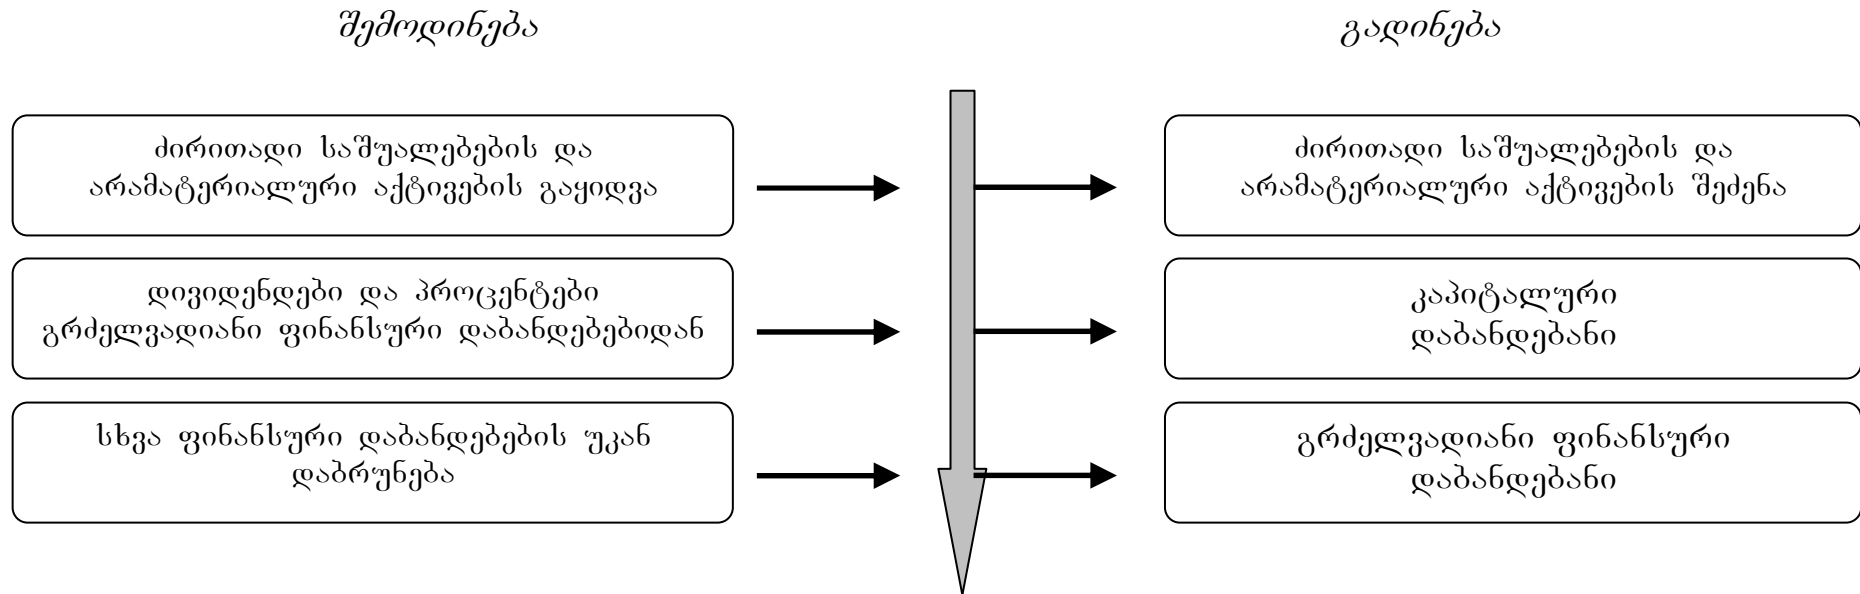 შემოდინება
გადინება
ძირითადი საშუალებების და
არამატერიალური აქტივების გაყიდვა
ძირითადი საშუალებების და
არამატერიალური აქტივების შეძენა
დივიდენდები და პროცენტები
გრძელვადიანი ფინანსური დაბანდებებიდან
კაპიტალური
დაბანდებანი
სხვა ფინანსური დაბანდებების უკან
დაბრუნება
გრძელვადიანი ფინანსური
დაბანდებანი